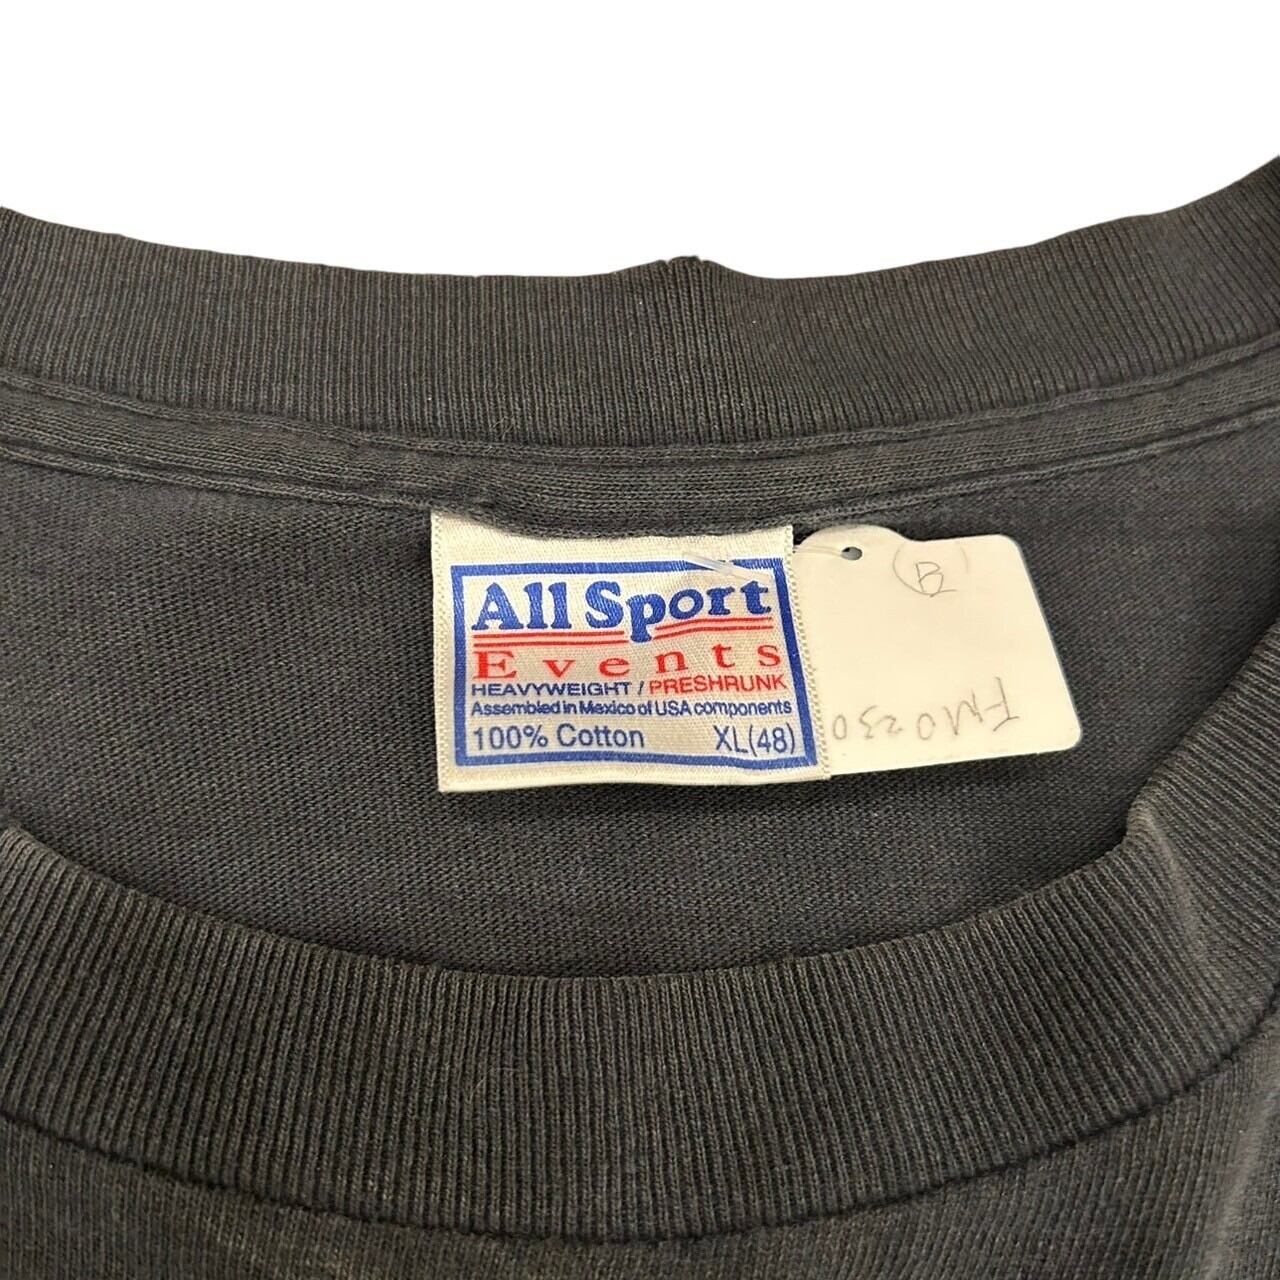 All Sport
Events
HEAVYWEIGHT / PRESHRUNK
Assembled in Mexico of USA components
100% Cotton XL(48)
B
FM0230